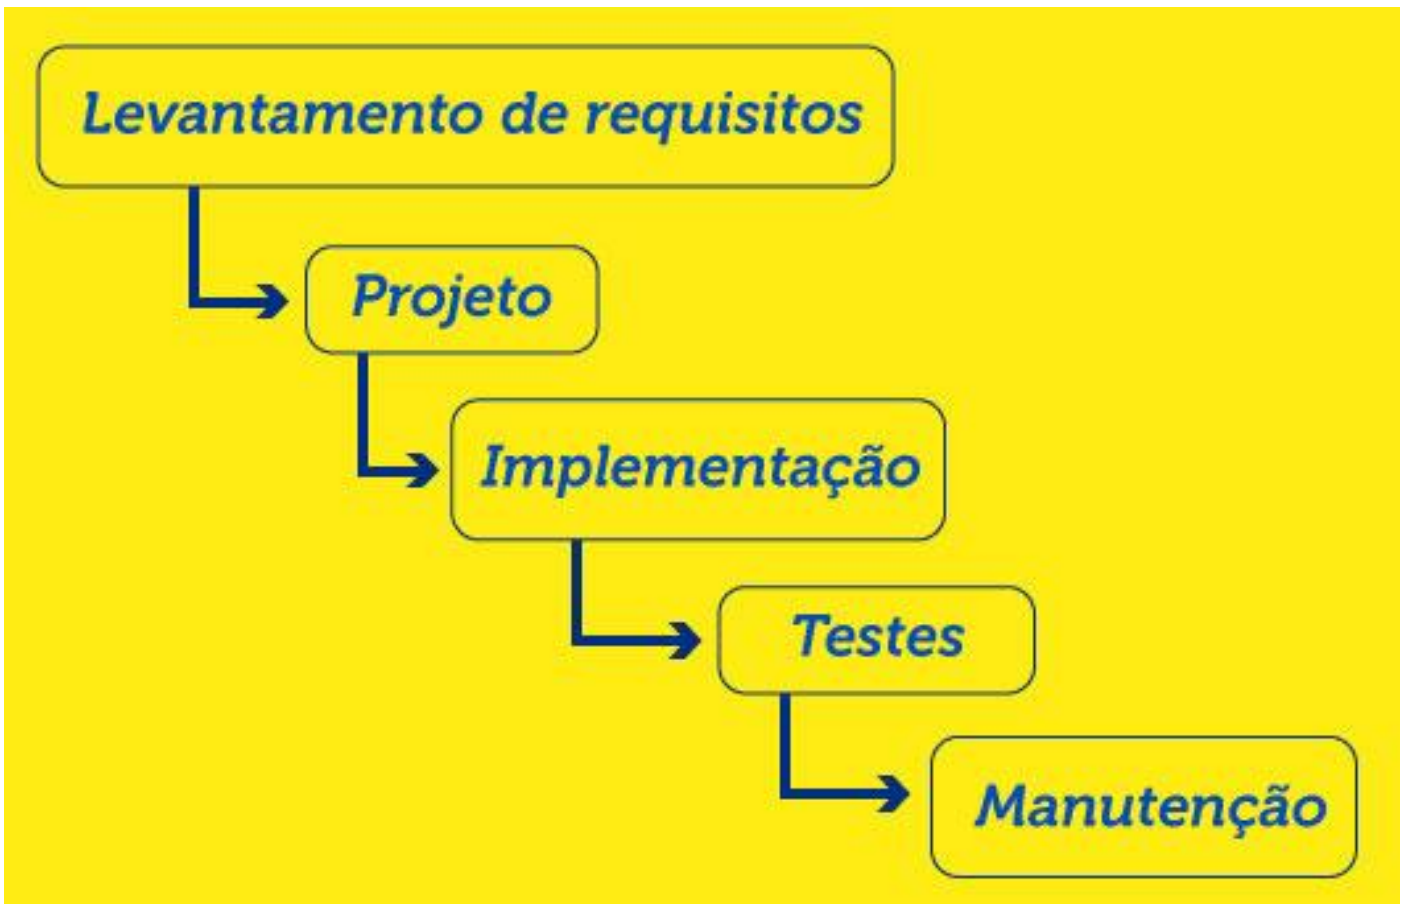 Levantamento de requisitos
Projeto
Implementação
Testes
Manutenção